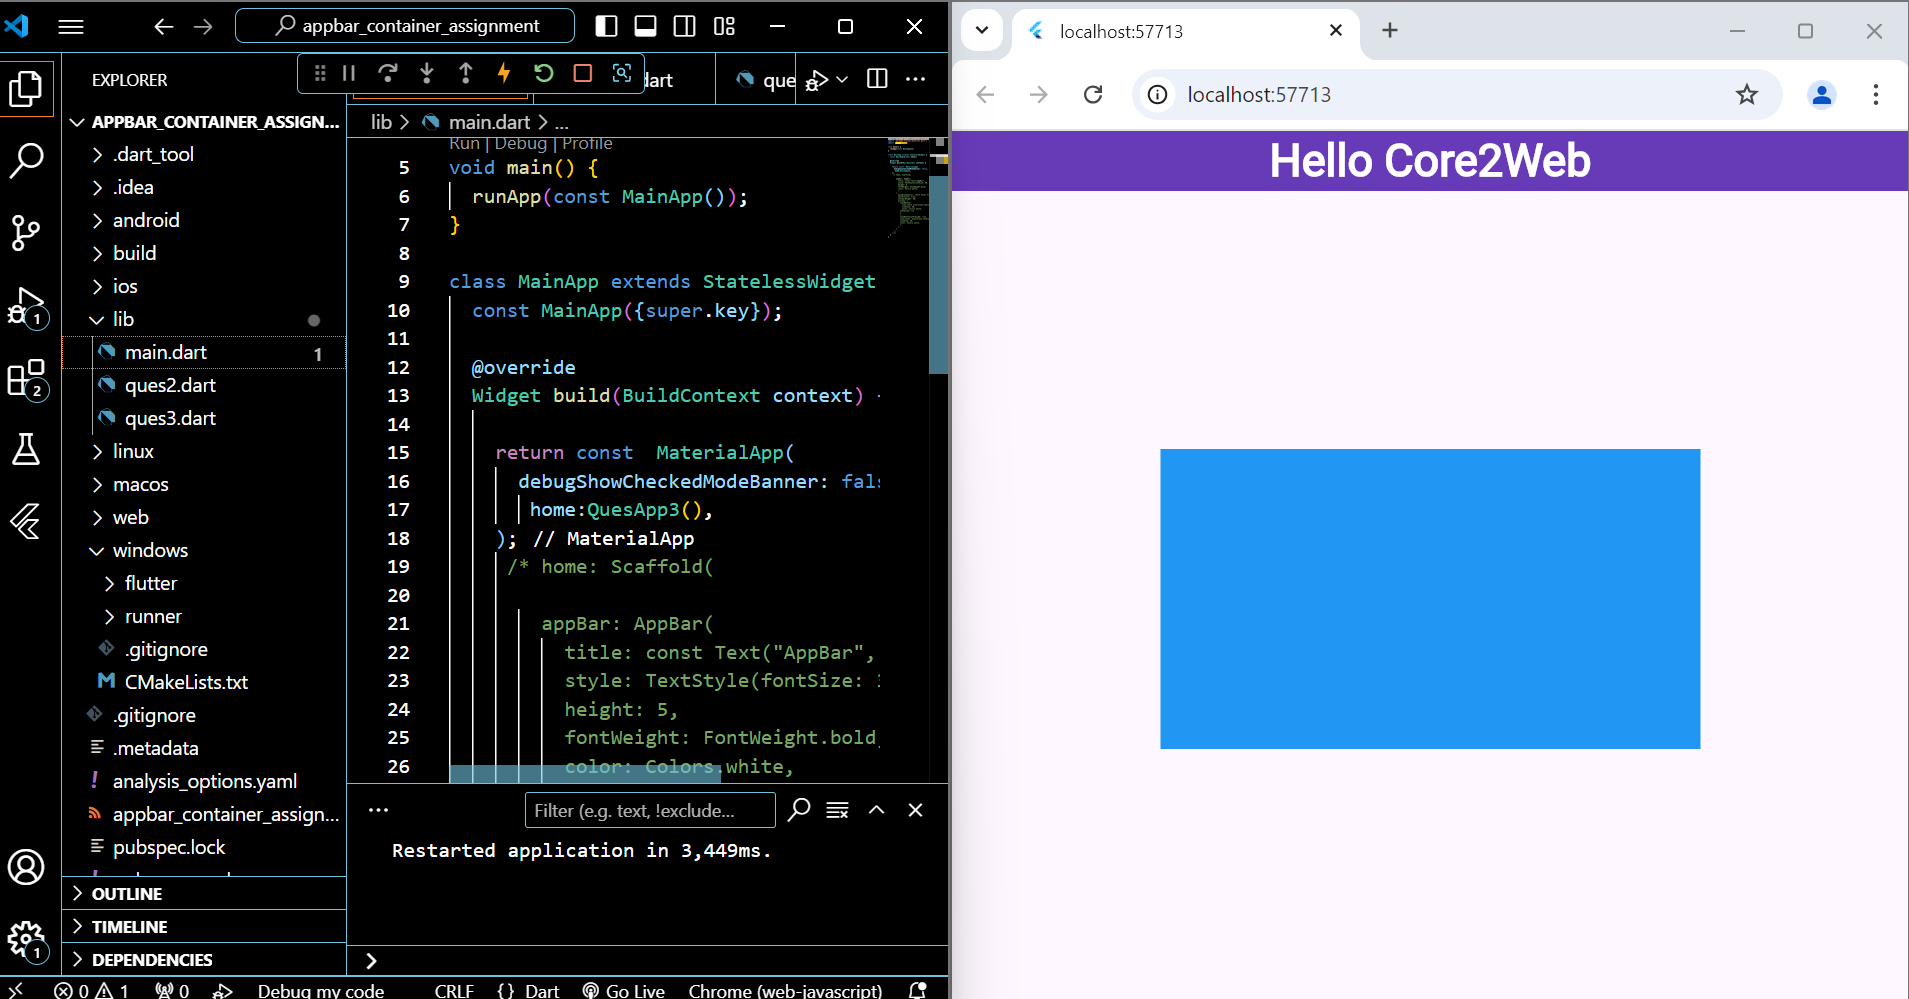 appbar_container_assignment
EXPLORER
APPBAR_CONTAINER_ASSIGN...
.dart_tool
.idea
android
build
ios
lib
main.dart
1
ques2.dart
ques3.dart
linux
macos
web
windows
flutter
runner
.gitignore
CMakeLists.txt
.gitignore
.metadata
analysis_options.yaml
appbar_container_assign...
pubspec.lock
OUTLINE
TIMELINE
DEPENDENCIES
1
2
1
lib > main.dart > ...
Run | Debug | Profile
5 void main() {
6 runApp(const MainApp());
7 }
8
9 class MainApp extends StatelessWidget
10 const MainApp({super.key});
11
12 @override
13 Widget build(BuildContext context)
14
15 return const  MaterialApp(
16 debugShowCheckedModeBanner: fals
17 home:QuesApp3(),
18 ); // MaterialApp
19 /* home: Scaffold(
20
21 appBar: AppBar(
22 title: const Text("AppBar",
23 style: TextStyle(fontSize:
24 height: 5,
25 fontWeight: FontWeight.bold,
26 color: Colors.white,
Filter (e.g. text, !exclude...
Restarted application in 3,449ms.
0 1 0 Debug my code CRLF {} Dart Go Live Chrome (web-javascript)
localhost:57713
localhost:57713
Hello Core2Web